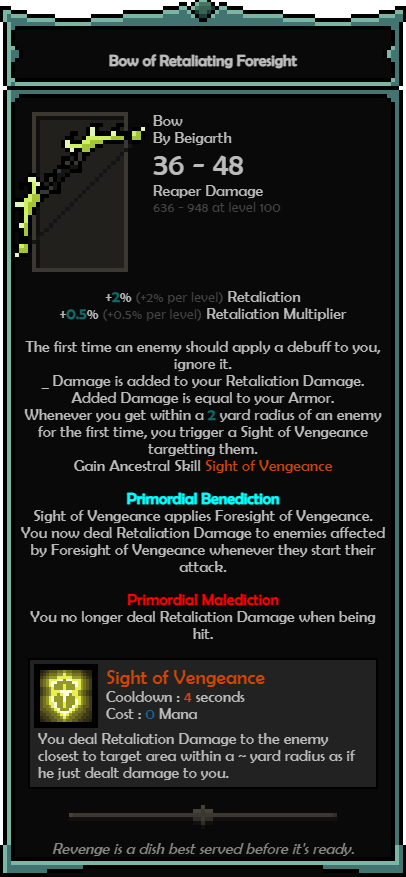 Bow of Retaliating Foresight
Bow
By Beigarth
36 - 48
Reaper Damage
636 - 948 at level 100
+2% (+2% per level) Retaliation
+0.5% (+0.5% per level) Retaliation Multiplier
The first time an enemy should apply a debuff to you,
ignore it.
_ Damage is added to your Retaliation Damage.
Added Damage is equal to your Armor.
Whenever you get within a 2 yard radius of an enemy
for the first time, you trigger a Sight of Vengeance
targetting them.
Gain Ancestral Skill Sight of Vengeance
Primordial Benediction
Sight of Vengeance applies Foresight of Vengeance.
You now deal Retaliation Damage to enemies affected
by Foresight of Vengeance whenever they start their
attack.
Primordial Malediction
You no longer deal Retaliation Damage when being
hit.
Sight of Vengeance
Cooldown : 4 seconds
Cost : 0 Mana
You deal Retaliation Damage to the enemy
closest to target area within a ~ yard radius as if
he just dealt damage to you.
Revenge is a dish best served before it's ready.